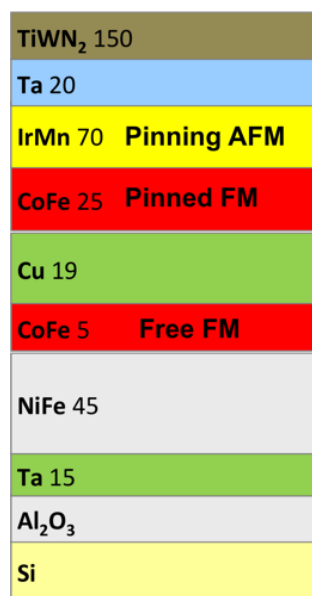 TiWN₂ 150
Ta 20
IrMn 70 Pinning AFM
CoFe 25 Pinned FM
Cu 19
CoFe 5 Free FM
NiFe 45
Ta 15
Al₂O₃
Si